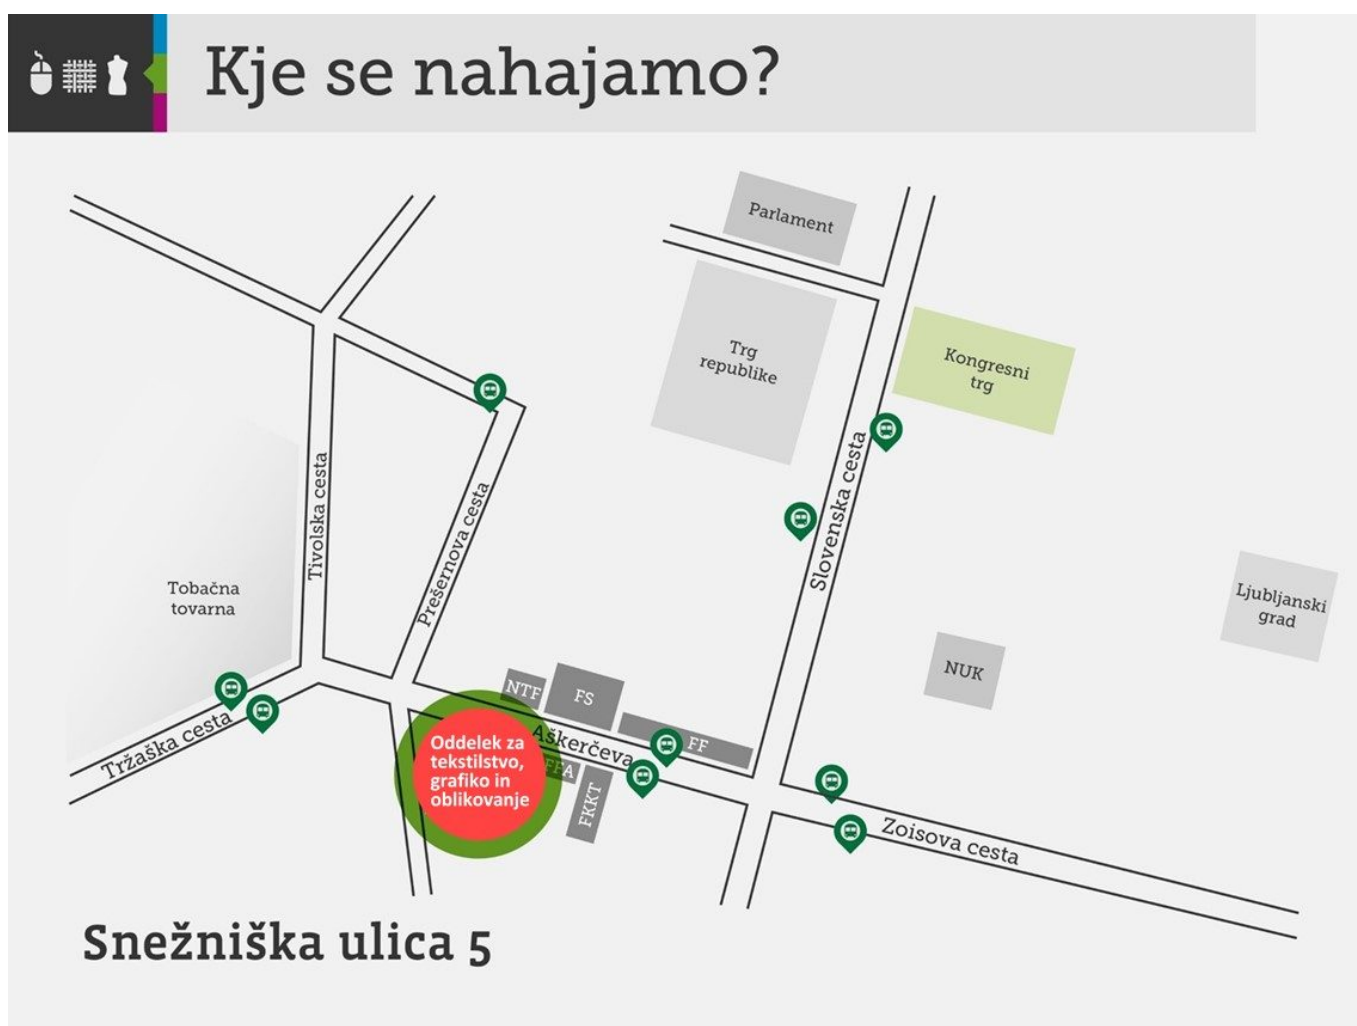 Kje se nahajamo?
Parlament
Trg
republike
Kongresni
trg
Slovenska cesta
Tivolska cesta
Prešernova cesta
Tobačna
tovarna
Ljubljanski
grad
NUK
NTF
FS
FF
Aškerčeva
Oddelek za
tekstilstvo,
grafiko in
oblikovanje
FFA
FKKT
Tržaška cesta
Zoisova cesta
Snežniška ulica 5